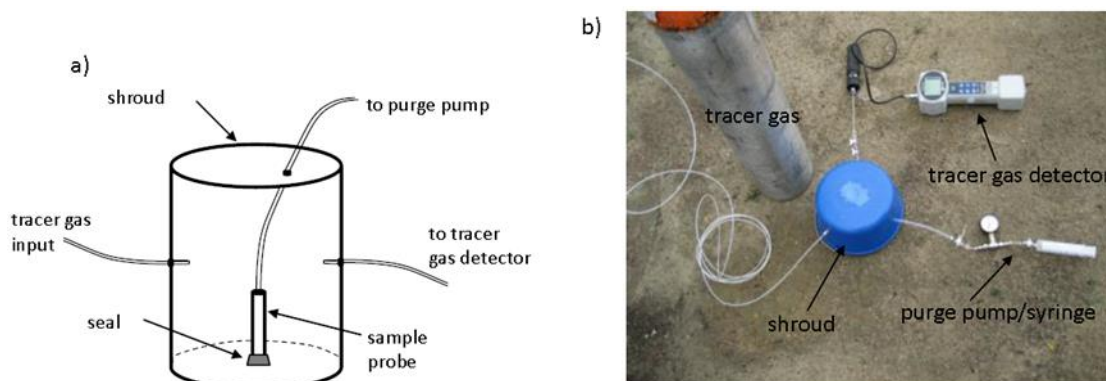 a)
shroud
to purge pump
tracer gas
input
to tracer
gas detector
seal
sample
probe
b)
tracer gas
tracer gas detector
shroud
purge pump/syringe